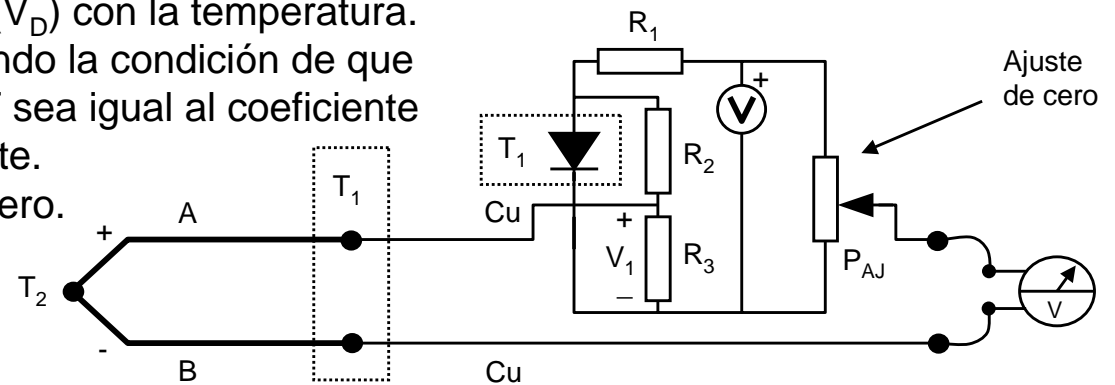 (V_D) con la temperatura.
ndo la condición de que
sea igual al coeficiente
te.
ero.
R_1
Ajuste
de cero
+
V
T_1
R_2
T_1
A
Cu
+
+
V_1
R_3
P_AJ
T_2
–
V
-
B
Cu